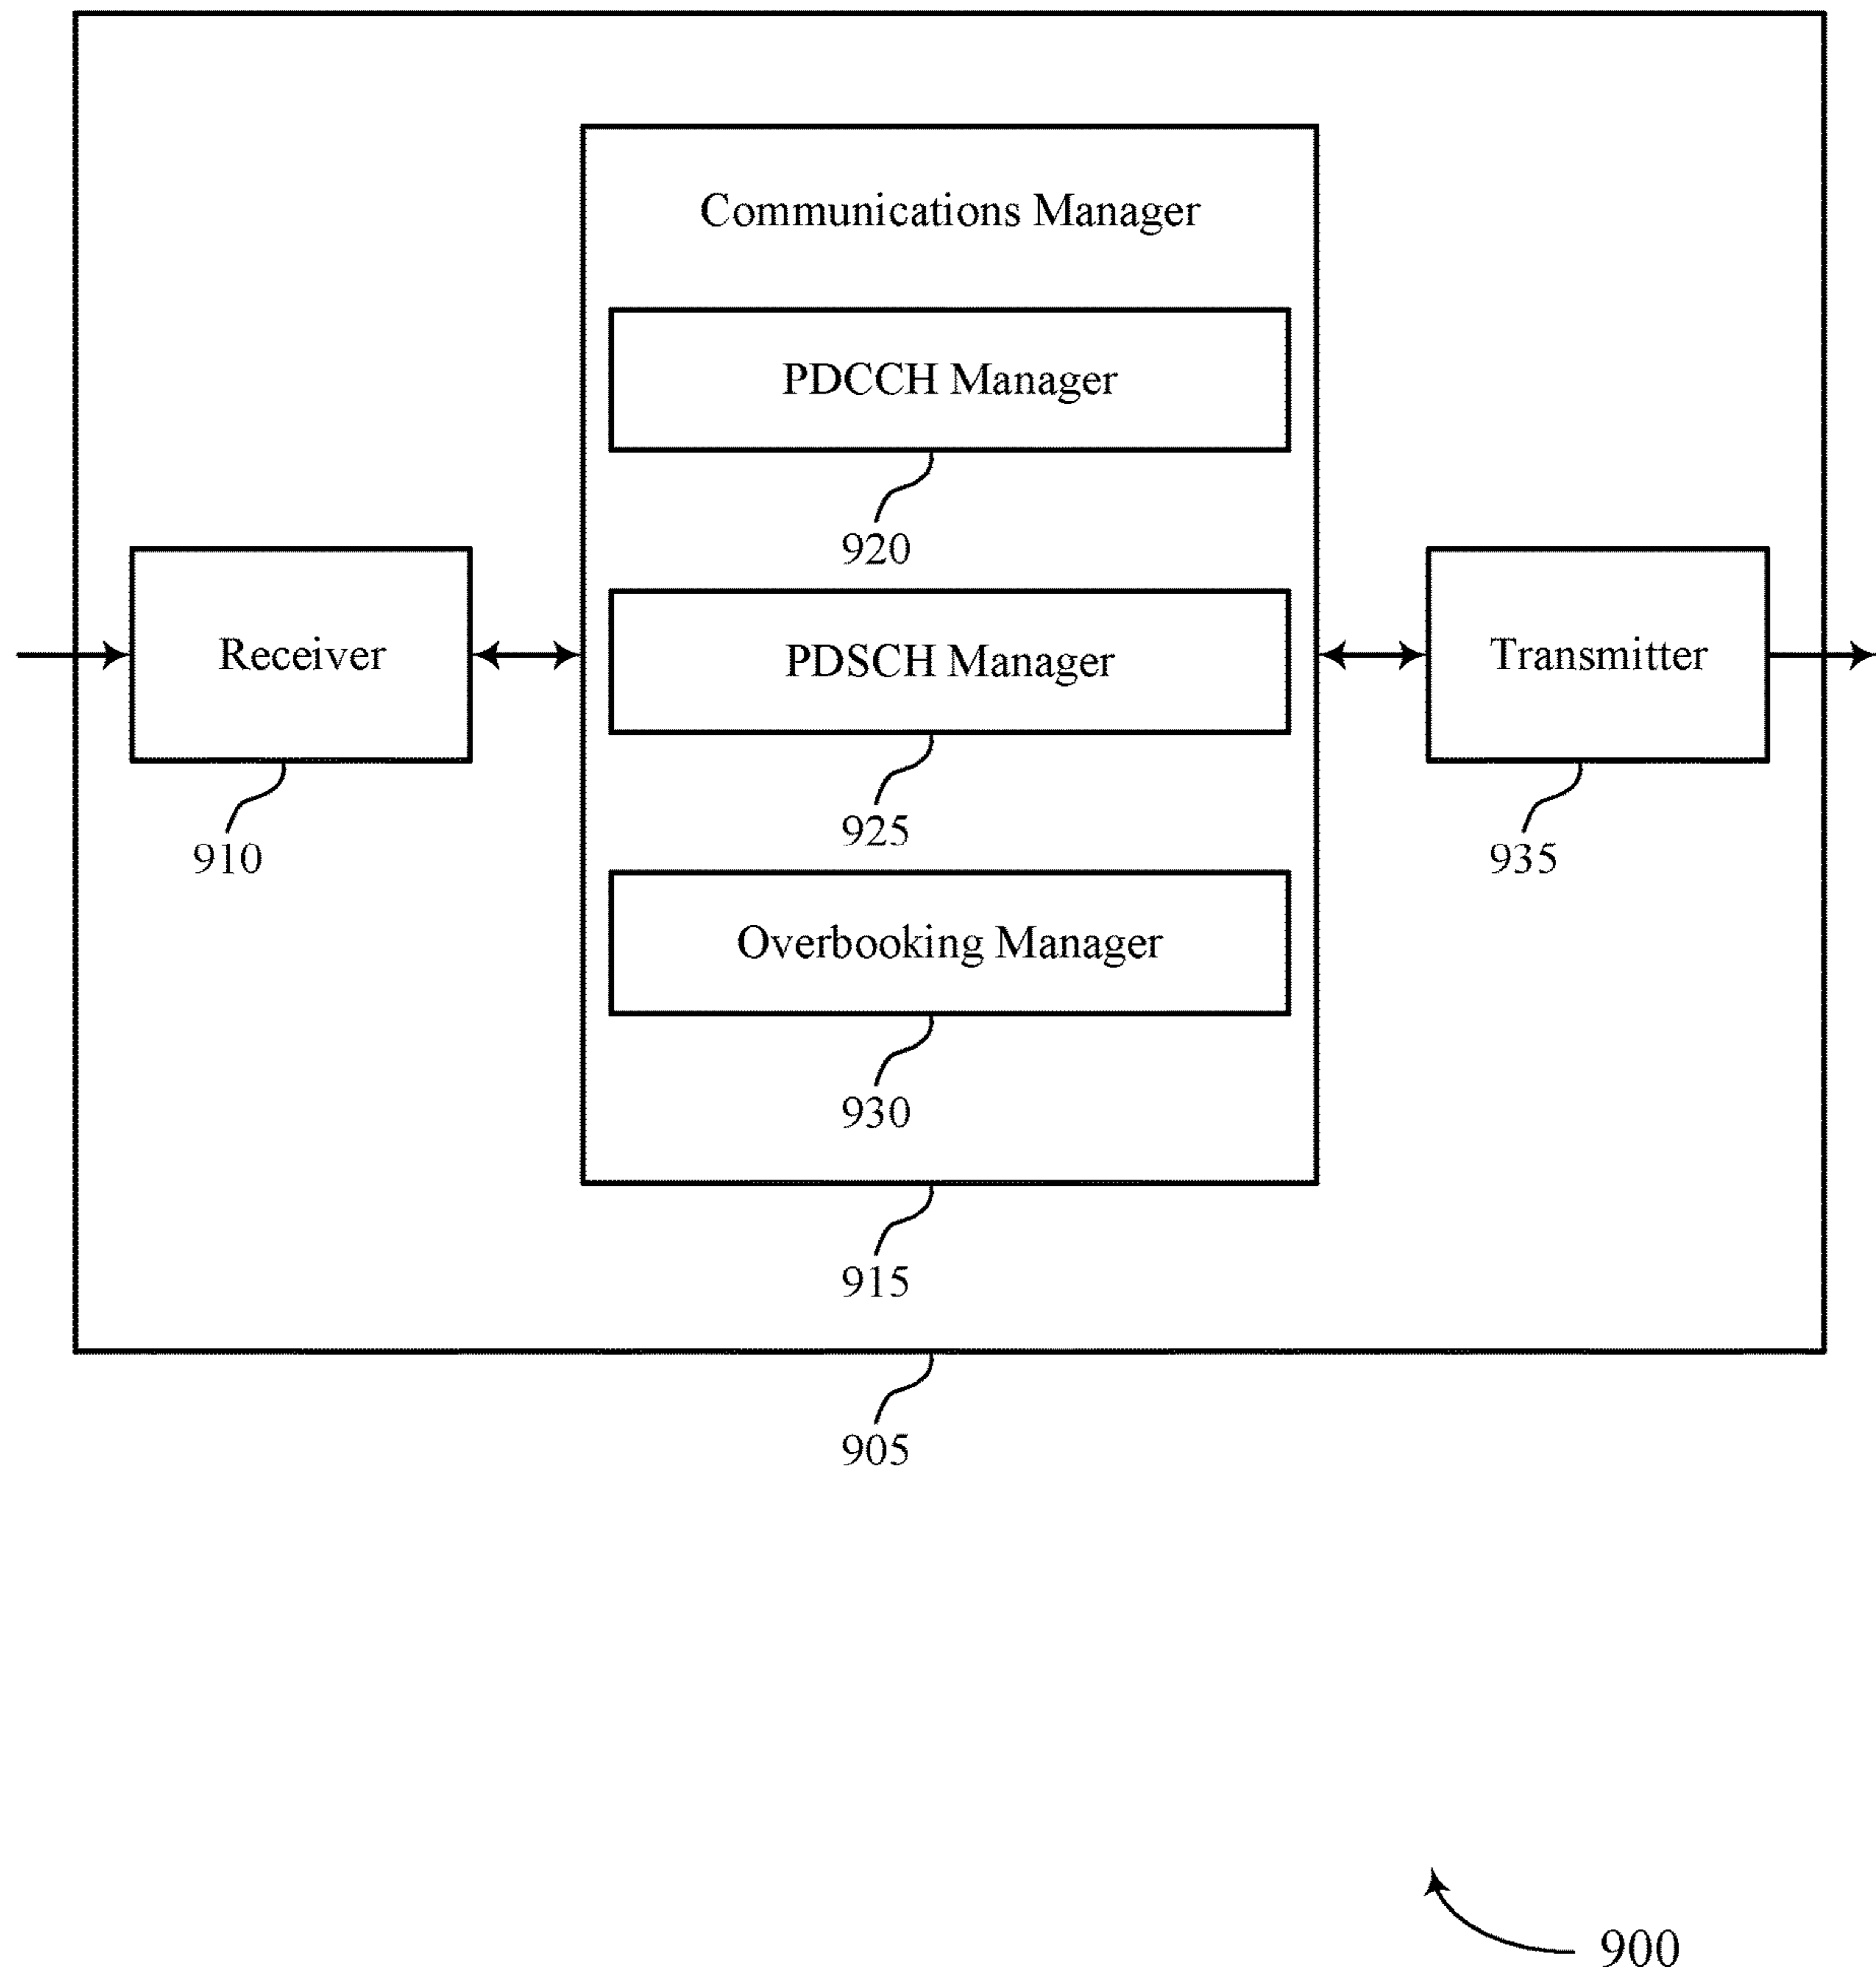 Communications Manager
PDCCH Manager
920
Receiver
PDSCH Manager
Transmitter
910
925
935
Overbooking Manager
930
915
905
900